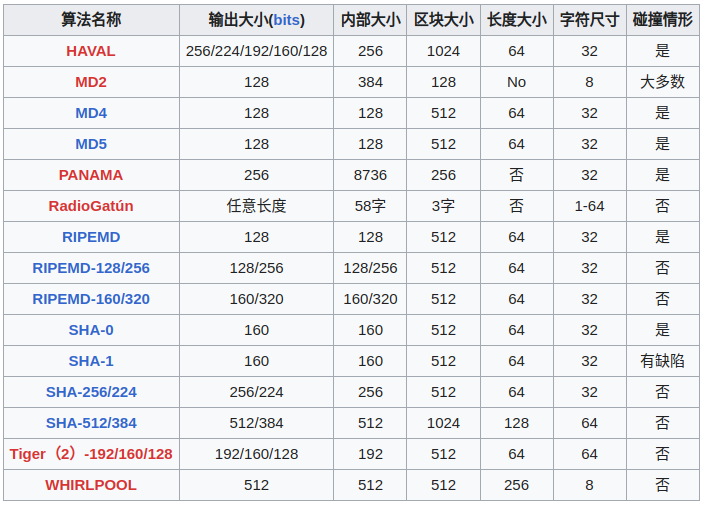 算法名称 输出大小(bits) 内部大小 区块大小 长度大小 字符尺寸 碰撞情形
HAVAL 256/224/192/160/128 256 1024 64 32 是
MD2 128 384 128 No 8 大多数
MD4 128 128 512 64 32 是
MD5 128 128 512 64 32 是
PANAMA 256 8736 256 否 32 是
RadioGatún 任意长度 58字 3字 否 1-64 否
RIPEMD 128 128 512 64 32 是
RIPEMD-128/256 128/256 128/256 512 64 32 否
RIPEMD-160/320 160/320 160/320 512 64 32 否
SHA-0 160 160 512 64 32 是
SHA-1 160 160 512 64 32 有缺陷
SHA-256/224 256/224 256 512 64 32 否
SHA-512/384 512/384 512 1024 128 64 否
Tiger（2）-192/160/128 192/160/128 192 512 64 64 否
WHIRLPOOL 512 512 512 256 8 否